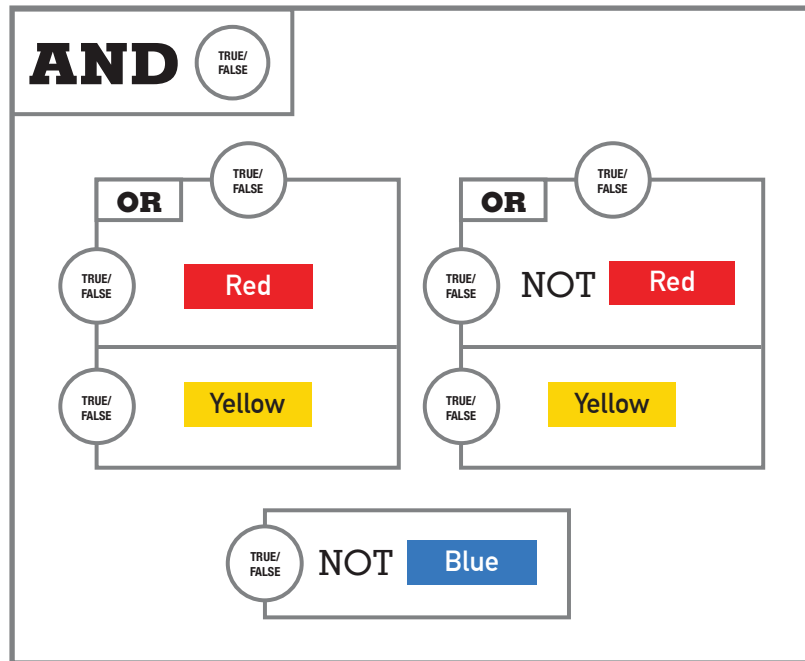 AND TRUE/
FALSE
TRUE/
FALSE
OR
TRUE/
FALSE
Red
TRUE/
FALSE
Yellow
TRUE/
FALSE
OR
TRUE/
FALSE
NOT Red
TRUE/
FALSE
Yellow
TRUE/
FALSE
NOT Blue